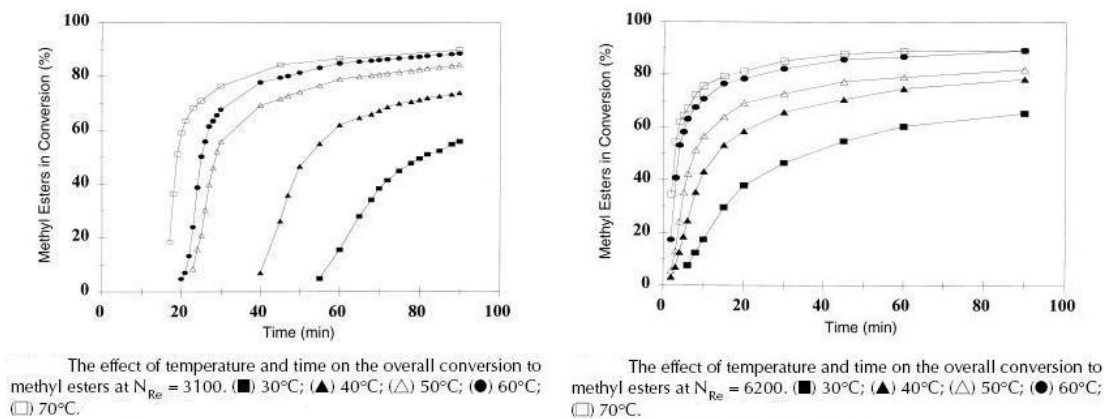 100
80
60
40
20
0
Methyl Esters in Conversion (%)
0 20 40 60 80 100
Time (min)
The effect of temperature and time on the overall conversion to
methyl esters at N_Re = 3100. (■) 30°C; (▲) 40°C; (△) 50°C; (●) 60°C;
(□) 70°C.
100
80
60
40
20
0
Methyl Esters in Conversion (%)
0 20 40 60 80 100
Time (min)
The effect of temperature and time on the overall conversion to
methyl esters at N_Re = 6200. (■) 30°C; (▲) 40°C; (△) 50°C; (●) 60°C;
(□) 70°C.